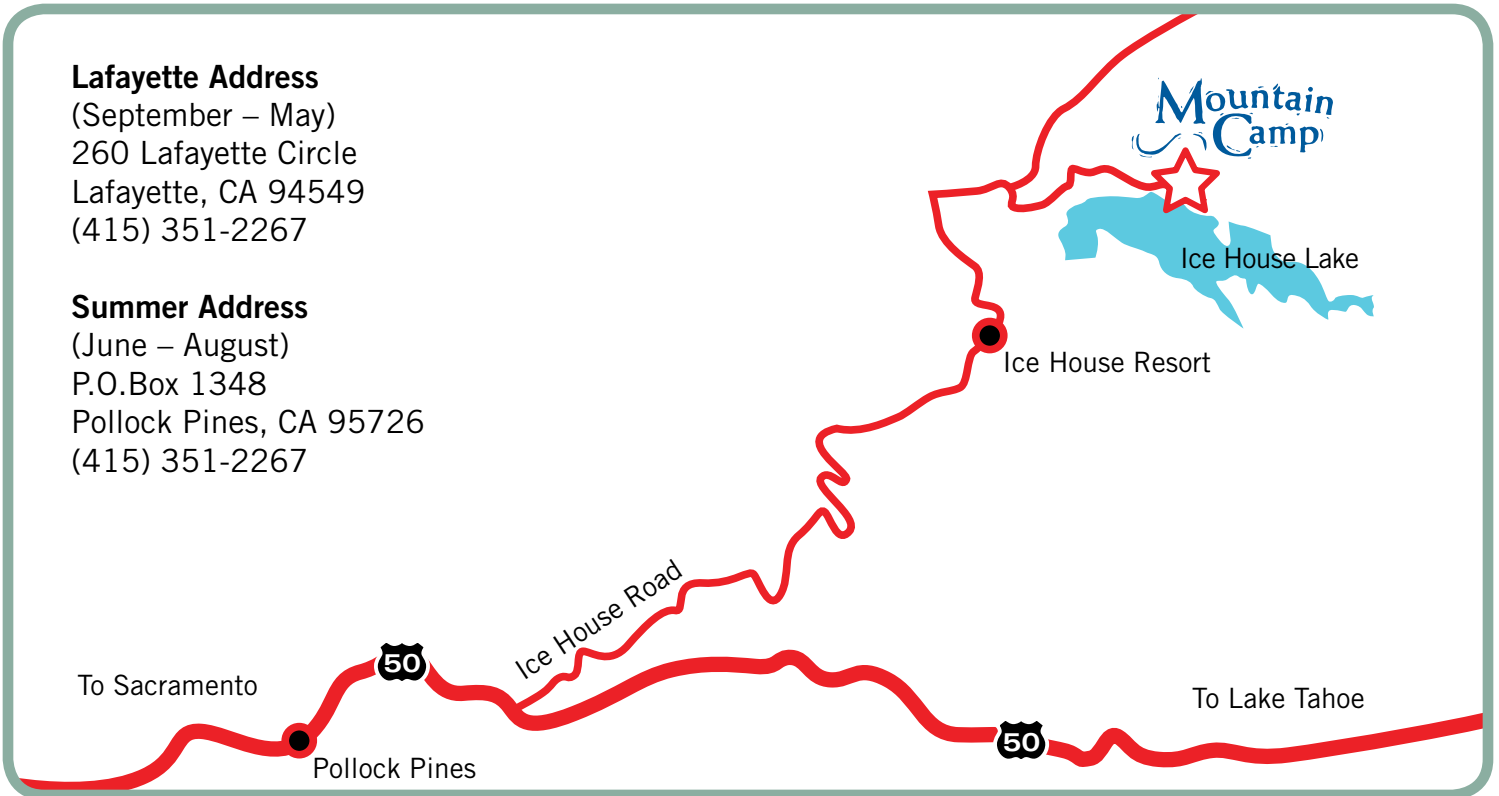 Lafayette Address
(September – May)
260 Lafayette Circle
Lafayette, CA 94549
(415) 351-2267
Summer Address
(June – August)
P.O.Box 1348
Pollock Pines, CA 95726
(415) 351-2267
Mountain
Camp
Ice House Lake
Ice House Resort
Ice House Road
50
To Sacramento
To Lake Tahoe
50
Pollock Pines